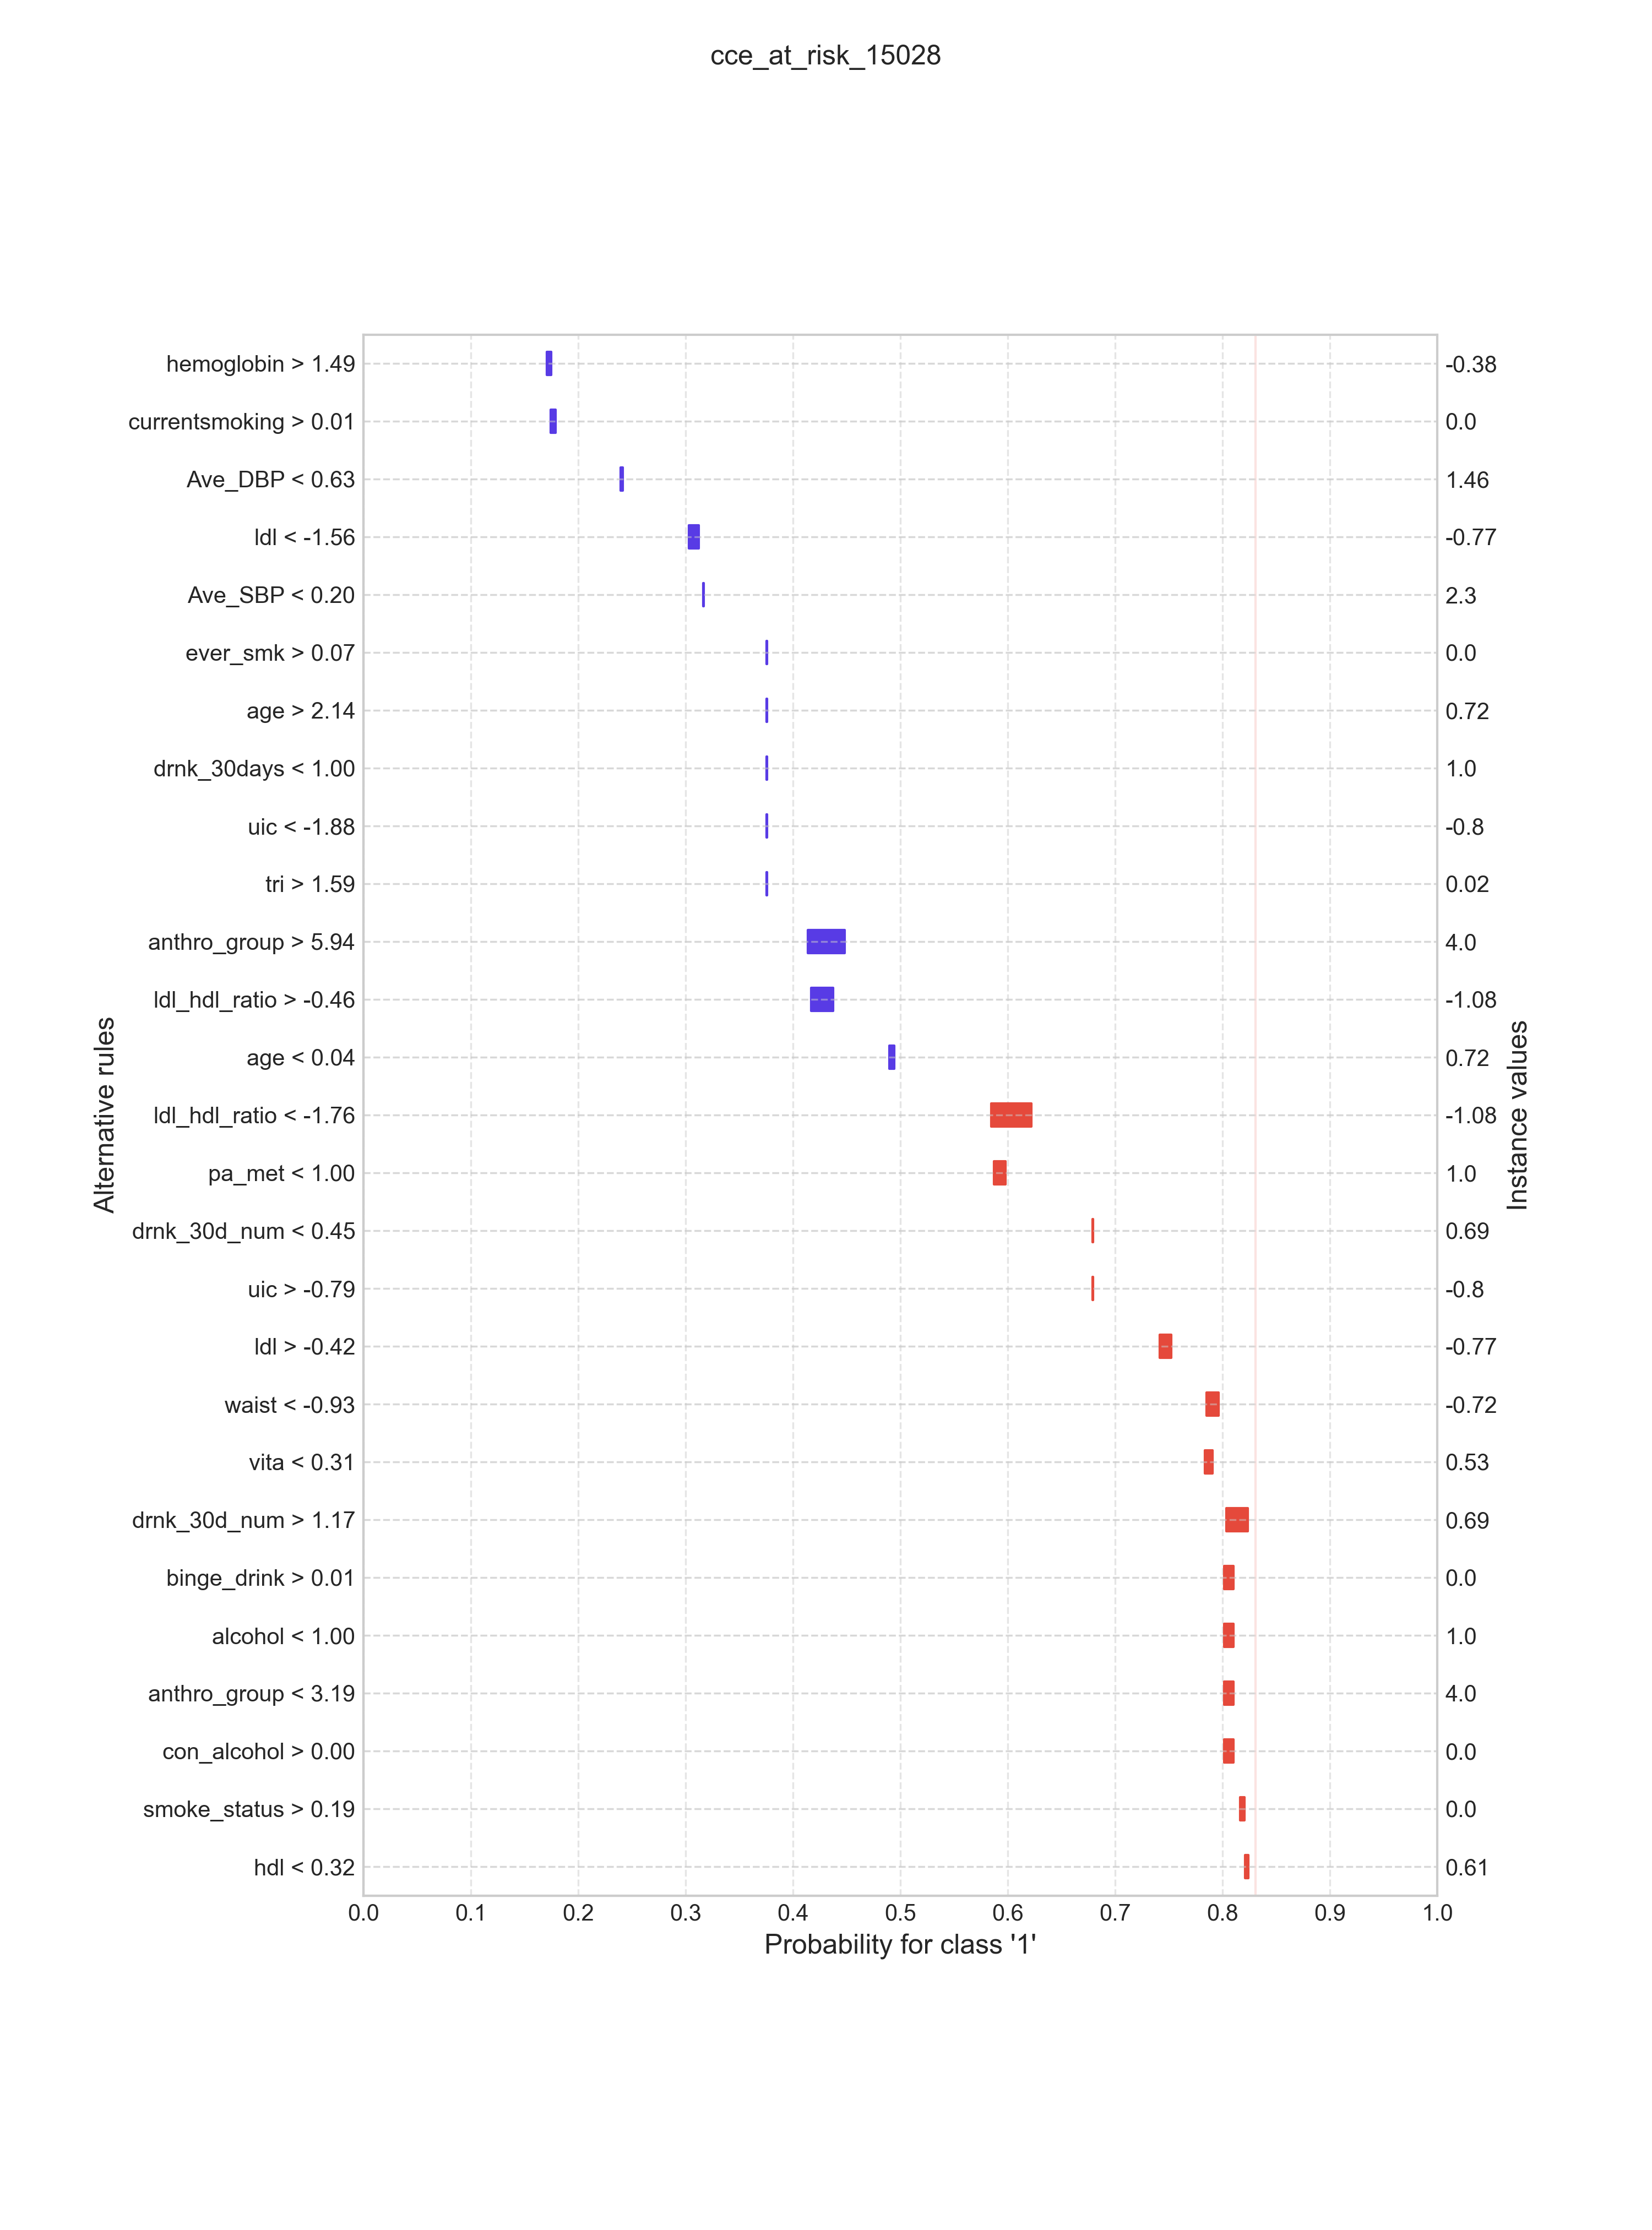 cce_at_risk_15028
hemoglobin > 1.49 -0.38
currentsmoking > 0.01 0.0
Ave_DBP < 0.63 1.46
ldl < -1.56 -0.77
Ave_SBP < 0.20 2.3
ever_smk > 0.07 0.0
age > 2.14 0.72
drnk_30days < 1.00 1.0
uic < -1.88 -0.8
tri > 1.59 0.02
anthro_group > 5.94 4.0
ldl_hdl_ratio > -0.46 -1.08
age < 0.04 0.72
ldl_hdl_ratio < -1.76 -1.08
pa_met < 1.00 1.0
drnk_30d_num < 0.45 0.69
uic > -0.79 -0.8
ldl > -0.42 -0.77
waist < -0.93 -0.72
vita < 0.31 0.53
drnk_30d_num > 1.17 0.69
binge_drink > 0.01 0.0
alcohol < 1.00 1.0
anthro_group < 3.19 4.0
con_alcohol > 0.00 0.0
smoke_status > 0.19 0.0
hdl < 0.32 0.61
Alternative rules
Instance values
0.0 0.1 0.2 0.3 0.4 0.5 0.6 0.7 0.8 0.9 1.0
Probability for class '1'